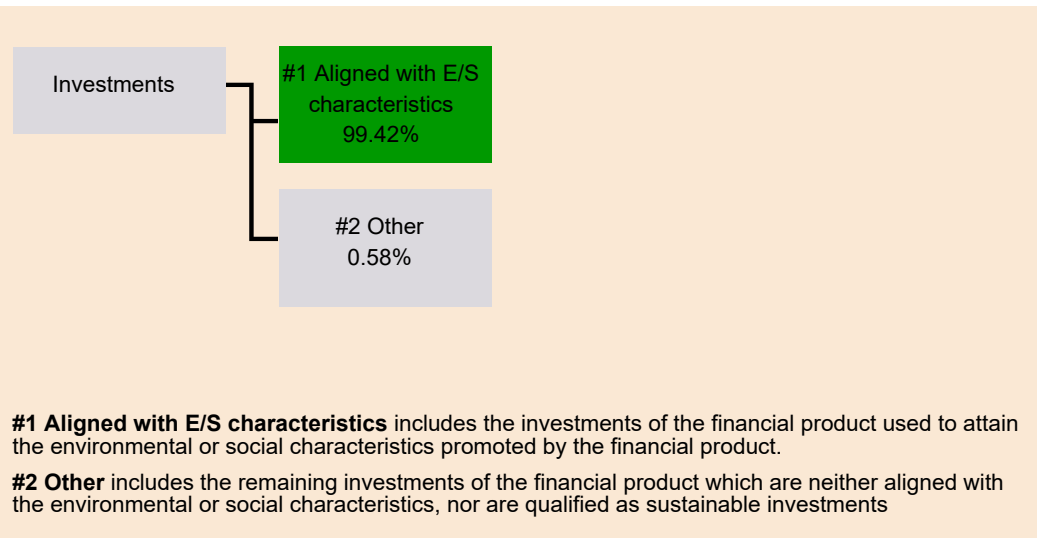 Investments
#1 Aligned with E/S
characteristics
99.42%
#2 Other
0.58%
#1 Aligned with E/S characteristics includes the investments of the financial product used to attain
the environmental or social characteristics promoted by the financial product.
#2 Other includes the remaining investments of the financial product which are neither aligned with
the environmental or social characteristics, nor are qualified as sustainable investments